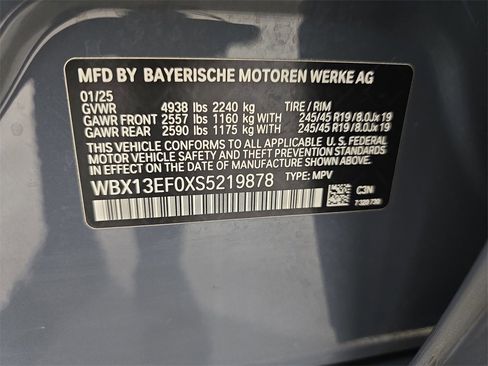 MFD BY BAYERISCHE MOTOREN WERKE AG
01/25
GVWR 4938 lbs 2240 kg TIRE / RIM
GAWR FRONT 2557 lbs 1160 kg 245/45 R19 / 8.0Jx19
GAWR REAR 2590 lbs 1175 kg 245/45 R19 / 8.0Jx19
THIS VEHICLE CONFORMS TO ALL APPLICABLE U. S. FEDERAL
MOTOR VEHICLE SAFETY, BUMPER, AND THEFT PREVENTION STANDARDS
IN EFFECT ON THE DATE OF MANUFACTURE SHOWN ABOVE.
WBX13EF0XS5219878 TYPE: MPV
C3N